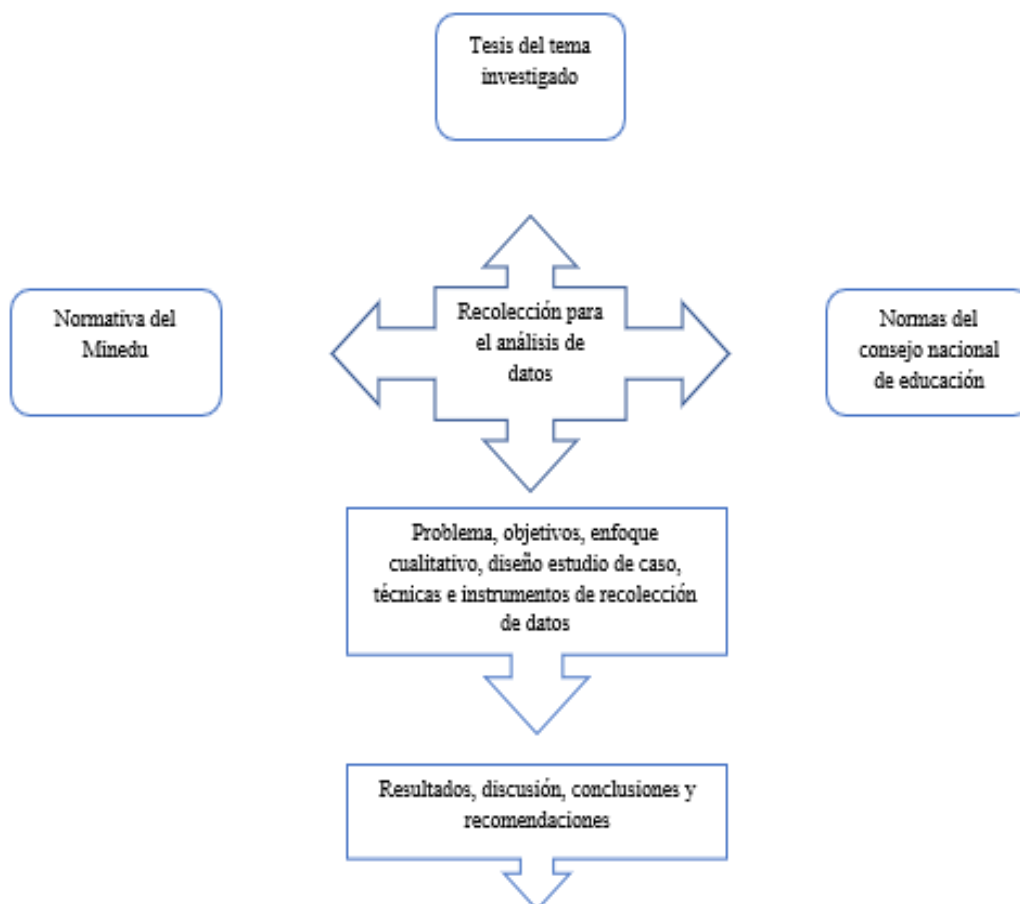 Tesis del tema
investigado
Normativa del
Minedu
Recolección para
el análisis de
datos
Normas del
consejo nacional
de educación
Problema, objetivos, enfoque
cualitativo, diseño estudio de caso,
técnicas e instrumentos de recolección
de datos
Resultados, discusión, conclusiones y
recomendaciones